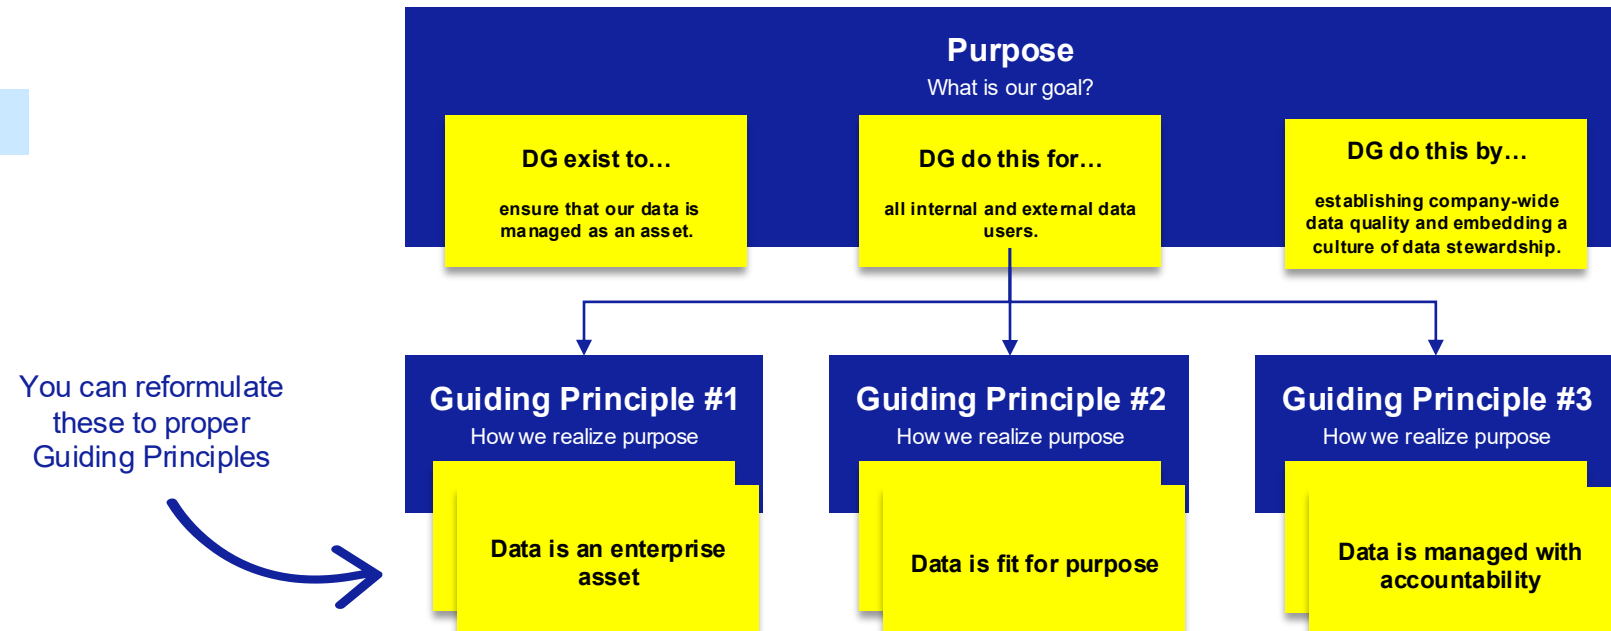 Purpose
What is our goal?
DG exist to...
ensure that our data is
managed as an asset.
DG do this for...
all internal and external data
users.
DG do this by...
establishing company-wide
data quality and embedding a
culture of data stewardship.
You can reformulate
these to proper
Guiding Principles
Guiding Principle #1
How we realize purpose
Data is an enterprise
asset
Guiding Principle #2
How we realize purpose
Data is fit for purpose
Guiding Principle #3
How we realize purpose
Data is managed with
accountability